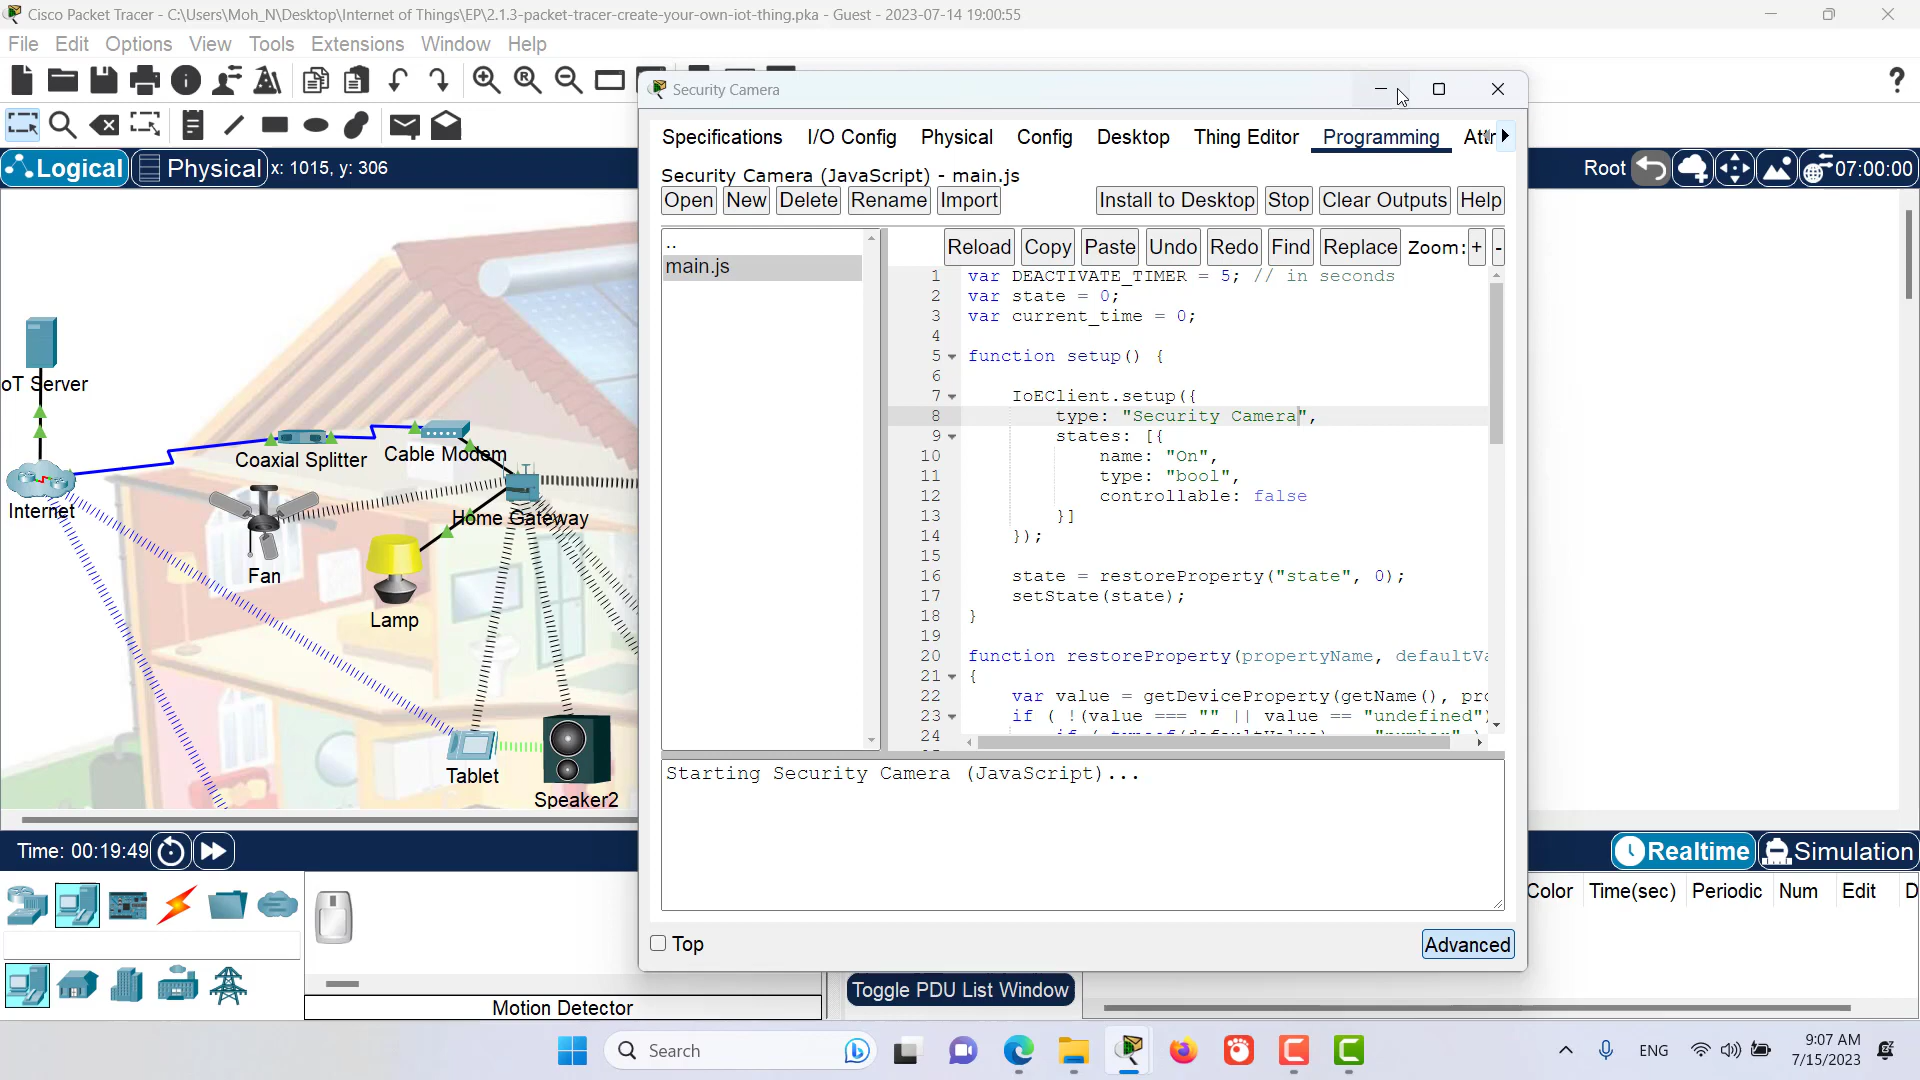 Cisco Packet Tracer - C:\Users\Moh_N\Desktop\Internet of Things\EP\2.1.3-packet-tracer-create-your-own-iot-thing.pka - Guest - 2023-07-14 19:00:55
File Edit Options View Tools Extensions Window Help
Logical Physical x: 1015, y: 306
Root 07:00:00
oT Server
Coaxial Splitter
Cable Modem
Internet
Home Gateway
Fan
Lamp
Tablet
Speaker2
Security Camera
Specifications I/O Config Physical Config Desktop Thing Editor Programming Attr
Security Camera (JavaScript) - main.js
Open New Delete Rename Import Install to Desktop Stop Clear Outputs Help
..
main.js
Reload Copy Paste Undo Redo Find Replace Zoom: + -
1 var DEACTIVATE_TIMER = 5; // in seconds
2 var state = 0;
3 var current_time = 0;
4
5 function setup() {
6
7 IoEClient.setup({
8 type: "Security Camera",
9 states: [{
10 name: "On",
11 type: "bool",
12 controllable: false
13 }]
14 });
15
16 state = restoreProperty("state", 0);
17 setState(state);
18 }
19
20 function restoreProperty(propertyName, defaultVa
21 {
22 var value = getDeviceProperty(getName(), pro
23 if ( !(value === "" || value == "undefined")
24 if ( typeof(defaultValue) == "number" )
Starting Security Camera (JavaScript)...
Top Advanced
Time: 00:19:49
Realtime Simulation
Color Time(sec) Periodic Num Edit D
Motion Detector
Toggle PDU List Window
Search
ENG
9:07 AM
7/15/2023